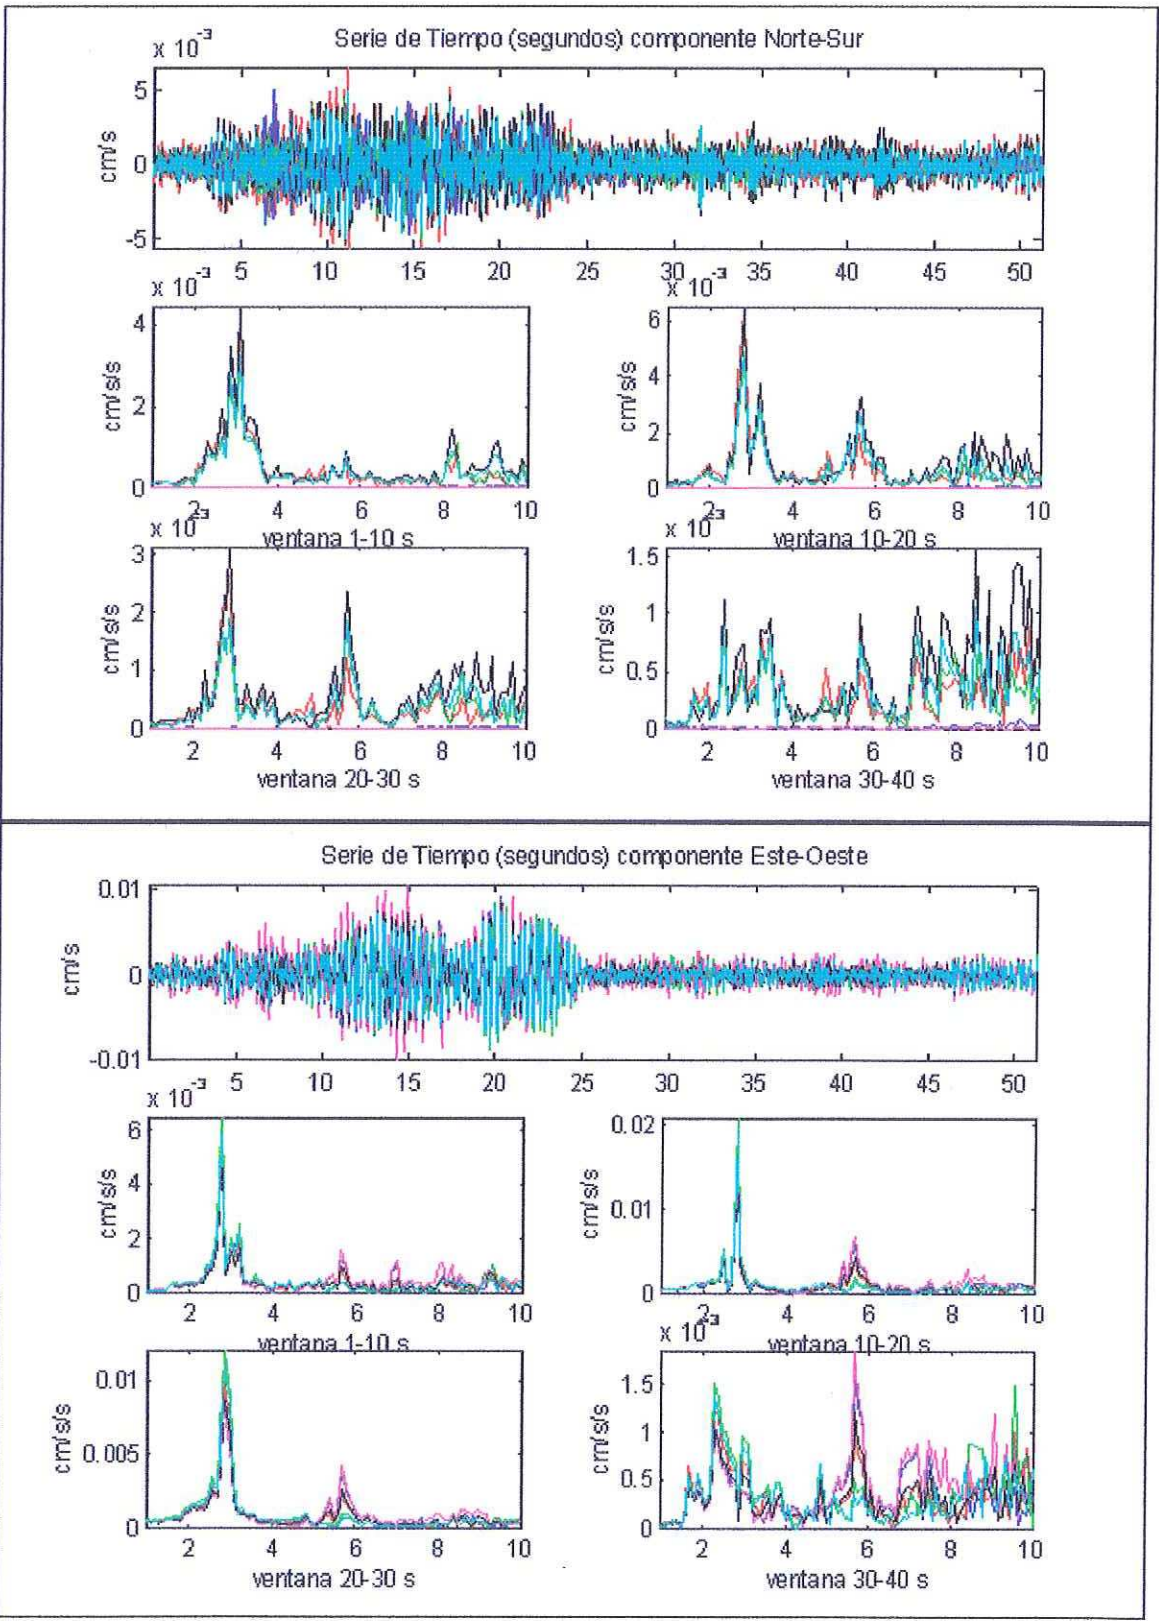 Serie de Tiempo (segundos) componente Norte-Sur
x 10⁻³
cm/s
5
0
-5
5 10 15 20 25 30 35 40 45 50
x 10⁻³
cm/s/s
4
2
0
2 4 6 8 10
ventana 1-10 s
x 10⁻³
cm/s/s
6
4
2
0
2 4 6 8 10
ventana 10-20 s
x 10⁻³
cm/s/s
3
2
1
0
2 4 6 8 10
ventana 20-30 s
x 10⁻³
cm/s/s
1.5
1
0.5
0
2 4 6 8 10
ventana 30-40 s
Serie de Tiempo (segundos) componente Este-Oeste
cm/s
0.01
0
-0.01
5 10 15 20 25 30 35 40 45 50
x 10⁻³
cm/s/s
6
4
2
0
2 4 6 8 10
ventana 1-10 s
cm/s/s
0.02
0.01
0
2 4 6 8 10
ventana 10-20 s
cm/s/s
0.01
0.005
0
2 4 6 8 10
ventana 20-30 s
x 10⁻³
cm/s/s
1.5
1
0.5
0
2 4 6 8 10
ventana 30-40 s